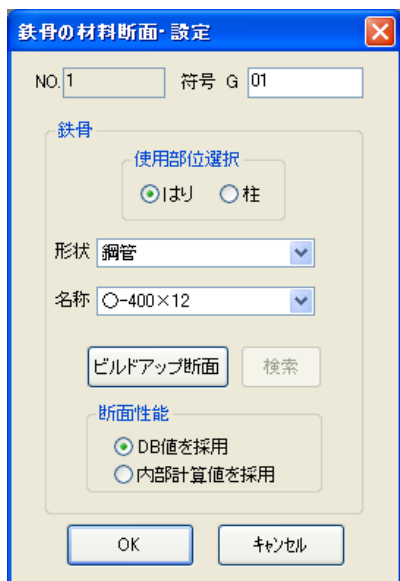 鉄骨の材料断面・設定
NO. 1 符号 G 01
鉄骨
使用部位選択
はり 柱
形状 鋼管
名称 ○-400×12
ビルドアップ断面 検索
断面性能
DB値を採用
内部計算値を採用
OK キャンセル